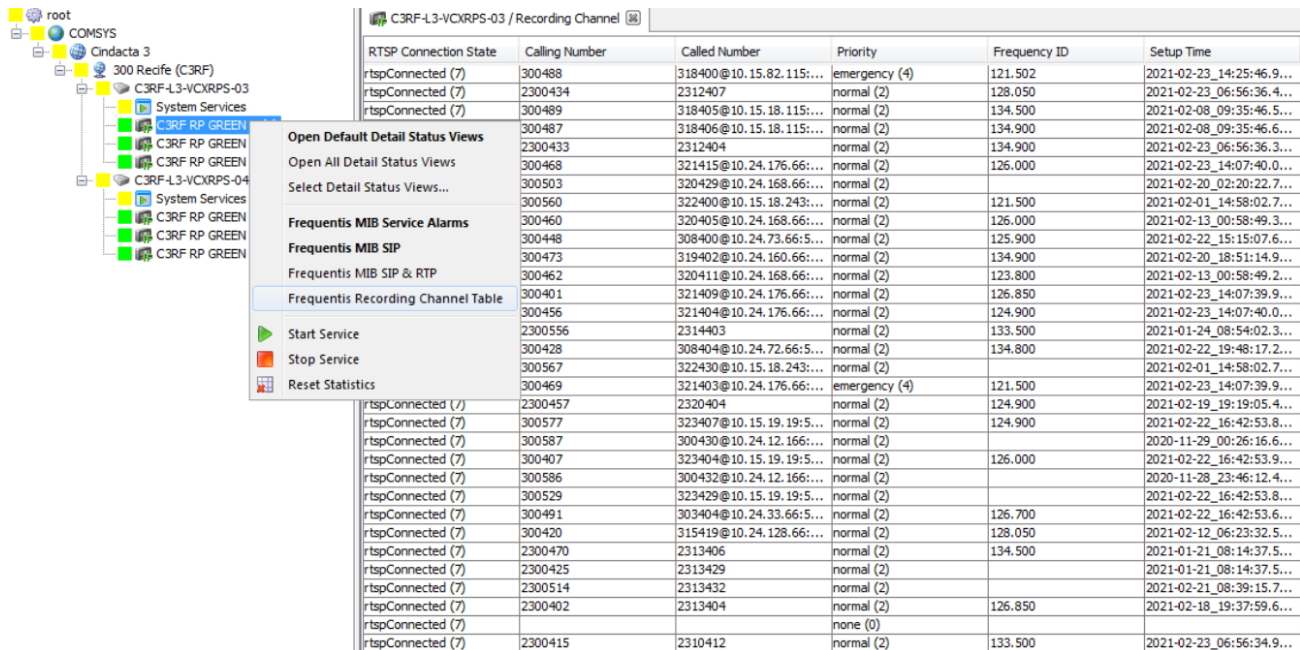 root
COMSYS
Cindacta 3
300 Recife (C3RF)
C3RF-L3-VCXRPS-03
System Services
C3RF RP GREEN
C3RF RP GREEN
C3RF RP GREEN
C3RF-L3-VCXRPS-04
System Services
C3RF RP GREEN
C3RF RP GREEN
C3RF RP GREEN
Open Default Detail Status Views
Open All Detail Status Views
Select Detail Status Views...
Frequentis MIB Service Alarms
Frequentis MIB SIP
Frequentis MIB SIP & RTP
Frequentis Recording Channel Table
Start Service
Stop Service
Reset Statistics
C3RF-L3-VCXRPS-03 / Recording Channel
RTSP Connection State Calling Number Called Number Priority Frequency ID Setup Time
rtspConnected (7) 300488 318400@10.15.82.115:... emergency (4) 121.502 2021-02-23_14:25:46.9...
rtspConnected (7) 2300434 2312407 normal (2) 128.050 2021-02-23_06:56:36.4...
rtspConnected (7) 300489 318405@10.15.18.115:... normal (2) 134.500 2021-02-08_09:35:46.5...
300487 318406@10.15.18.115:... normal (2) 134.900 2021-02-08_09:35:46.6...
2300433 2312404 normal (2) 134.900 2021-02-23_06:56:36.3...
300468 321415@10.24.176.66:... normal (2) 126.000 2021-02-23_14:07:40.0...
300503 320429@10.24.168.66:... normal (2) 2021-02-20_02:20:22.7...
300560 322400@10.15.18.243:... normal (2) 121.500 2021-02-01_14:58:02.7...
300460 320405@10.24.168.66:... normal (2) 126.000 2021-02-13_00:58:49.3...
300448 308400@10.24.73.66:5... normal (2) 125.900 2021-02-22_15:15:07.6...
300473 319402@10.24.160.66:... normal (2) 134.900 2021-02-20_18:51:14.9...
300462 320411@10.24.168.66:... normal (2) 123.800 2021-02-13_00:58:49.2...
300401 321409@10.24.176.66:... normal (2) 126.850 2021-02-23_14:07:39.9...
300456 321404@10.24.176.66:... normal (2) 124.900 2021-02-23_14:07:40.0...
2300556 2314403 normal (2) 133.500 2021-01-24_08:54:02.3...
300428 308404@10.24.72.66:5... normal (2) 134.800 2021-02-22_19:48:17.2...
300567 322430@10.15.18.243:... normal (2) 2021-02-01_14:58:02.7...
300469 321403@10.24.176.66:... emergency (4) 121.500 2021-02-23_14:07:39.9...
rtspConnected (7) 2300457 2320404 normal (2) 124.900 2021-02-19_19:19:05.4...
rtspConnected (7) 300577 323407@10.15.19.19:5... normal (2) 124.900 2021-02-22_16:42:53.8...
rtspConnected (7) 300587 300430@10.24.12.166:... normal (2) 2020-11-29_00:26:16.6...
rtspConnected (7) 300407 323404@10.15.19.19:5... normal (2) 126.000 2021-02-22_16:42:53.9...
rtspConnected (7) 300586 300432@10.24.12.166:... normal (2) 2020-11-28_23:46:12.4...
rtspConnected (7) 300529 323429@10.15.19.19:5... normal (2) 2021-02-22_16:42:53.8...
rtspConnected (7) 300491 303404@10.24.33.66:5... normal (2) 126.700 2021-02-22_16:42:53.6...
rtspConnected (7) 300420 315419@10.24.128.66:... normal (2) 128.050 2021-02-12_06:23:32.5...
rtspConnected (7) 2300470 2313406 normal (2) 134.500 2021-01-21_08:14:37.5...
rtspConnected (7) 2300425 2313429 normal (2) 2021-01-21_08:14:37.5...
rtspConnected (7) 2300514 2313432 normal (2) 2021-02-21_08:39:15.7...
rtspConnected (7) 2300402 2313404 normal (2) 126.850 2021-02-18_19:37:59.6...
rtspConnected (7) none (0)
rtspConnected (7) 2300415 2310412 normal (2) 133.500 2021-02-23_06:56:34.9...